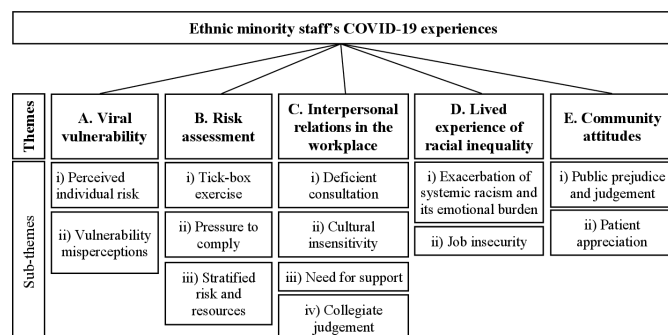 Ethnic minority staff's COVID-19 experiences
Themes
A. Viral
vulnerability
B. Risk
assessment
C. Interpersonal
relations in the
workplace
D. Lived
experience of
racial inequality
E. Community
attitudes
Sub-themes
i) Perceived
individual risk
ii) Vulnerability
misperceptions
i) Tick-box
exercise
ii) Pressure to
comply
iii) Stratified
risk and
resources
i) Deficient
consultation
ii) Cultural
insensitivity
iii) Need for support
iv) Collegiate
judgement
i) Exacerbation of
systemic racism and
its emotional burden
ii) Job insecurity
i) Public prejudice
and judgement
ii) Patient
appreciation